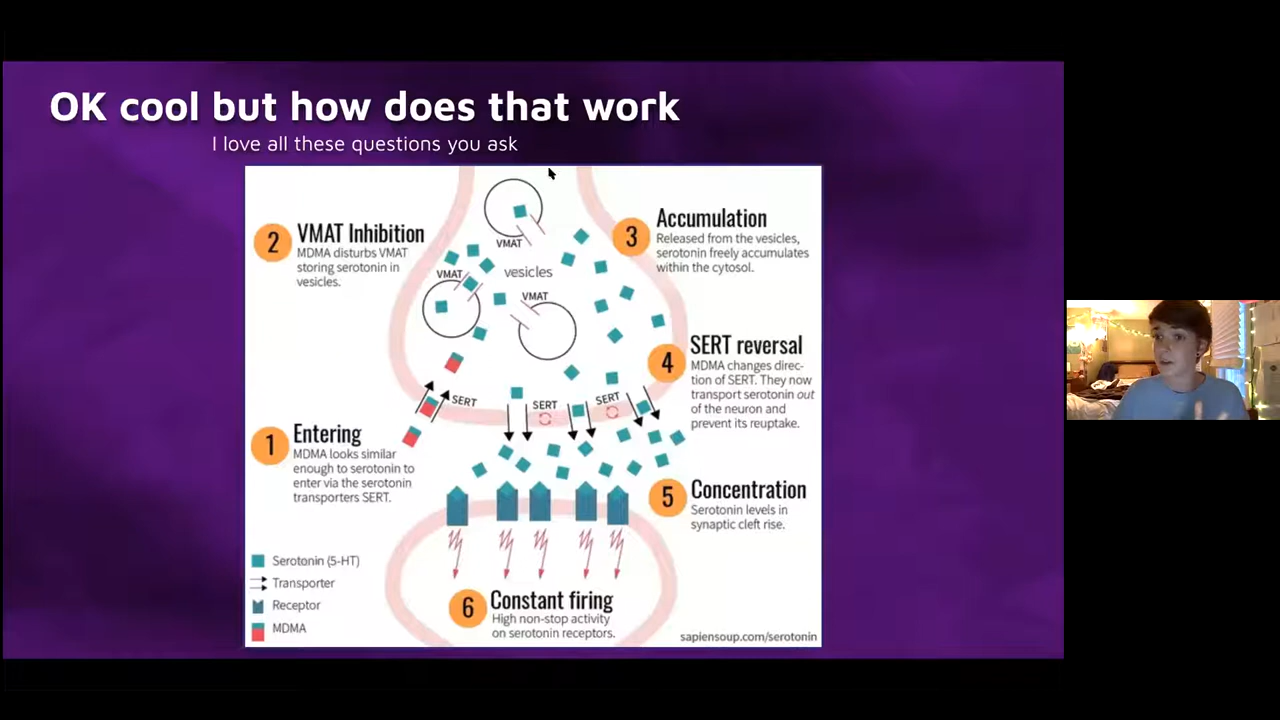 OK cool but how does that work
I love all these questions you ask
2
VMAT Inhibition
MDMA disturbs VMAT
storing serotonin in
vesicles.
VMAT
VMAT
vesicles
VMAT
3
Accumulation
Released from the vesicles,
serotonin freely accumulates
within the cytosol.
4
SERT reversal
MDMA changes direc-
tion of SERT. They now
transport serotonin out
of the neuron and
prevent its reuptake.
SERT
SERT
SERT
1
Entering
MDMA looks similar
enough to serotonin to
enter via the serotonin
transporters SERT.
5
Concentration
Serotonin levels in
synaptic cleft rise.
Serotonin (5-HT)
Transporter
Receptor
MDMA
6
Constant firing
High non-stop activity
on serotonin receptors.
sapiensoup.com/serotonin